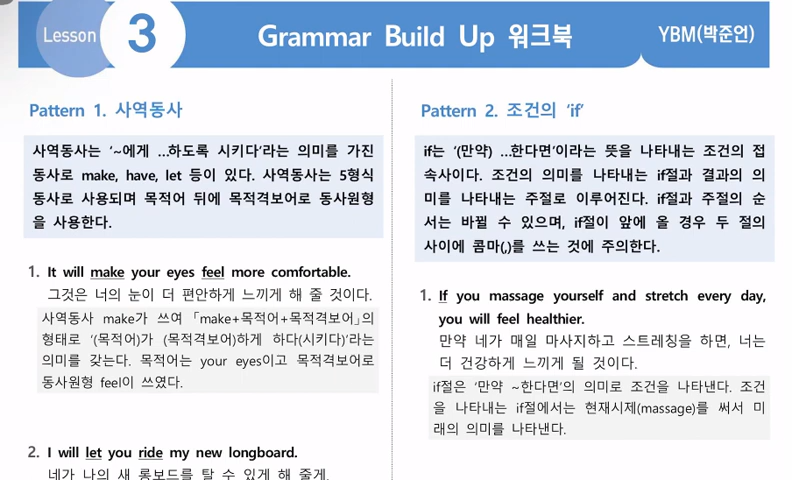 Lesson 3 Grammar Build Up 워크북 YBM(박준언)
Pattern 1. 사역동사
사역동사는 '~에게 …하도록 시키다'라는 의미를 가진
동사로 make, have, let 등이 있다. 사역동사는 5형식
동사로 사용되며 목적어 뒤에 목적격보어로 동사원형
을 사용한다.
1. It will make your eyes feel more comfortable.
그것은 너의 눈이 더 편안하게 느끼게 해 줄 것이다.
사역동사 make가 쓰여 「make+목적어+목적격보어」의
형태로 '(목적어)가 (목적격보어)하게 하다(시키다)'라는
의미를 갖는다. 목적어는 your eyes이고 목적격보어로
동사원형 feel이 쓰였다.
2. I will let you ride my new longboard.
네가 나의 새 롱보드를 탈 수 있게 해 줄게.
Pattern 2. 조건의 'if'
if는 '(만약) …한다면'이라는 뜻을 나타내는 조건의 접
속사이다. 조건의 의미를 나타내는 if절과 결과의 의
미를 나타내는 주절로 이루어진다. if절과 주절의 순
서는 바뀔 수 있으며, if절이 앞에 올 경우 두 절의
사이에 콤마(,)를 쓰는 것에 주의한다.
1. If you massage yourself and stretch every day,
you will feel healthier.
만약 네가 매일 마사지하고 스트레칭을 하면, 너는
더 건강하게 느끼게 될 것이다.
if절은 '만약 ~한다면'의 의미로 조건을 나타낸다. 조건
을 나타내는 if절에서는 현재시제(massage)를 써서 미
래의 의미를 나타낸다.